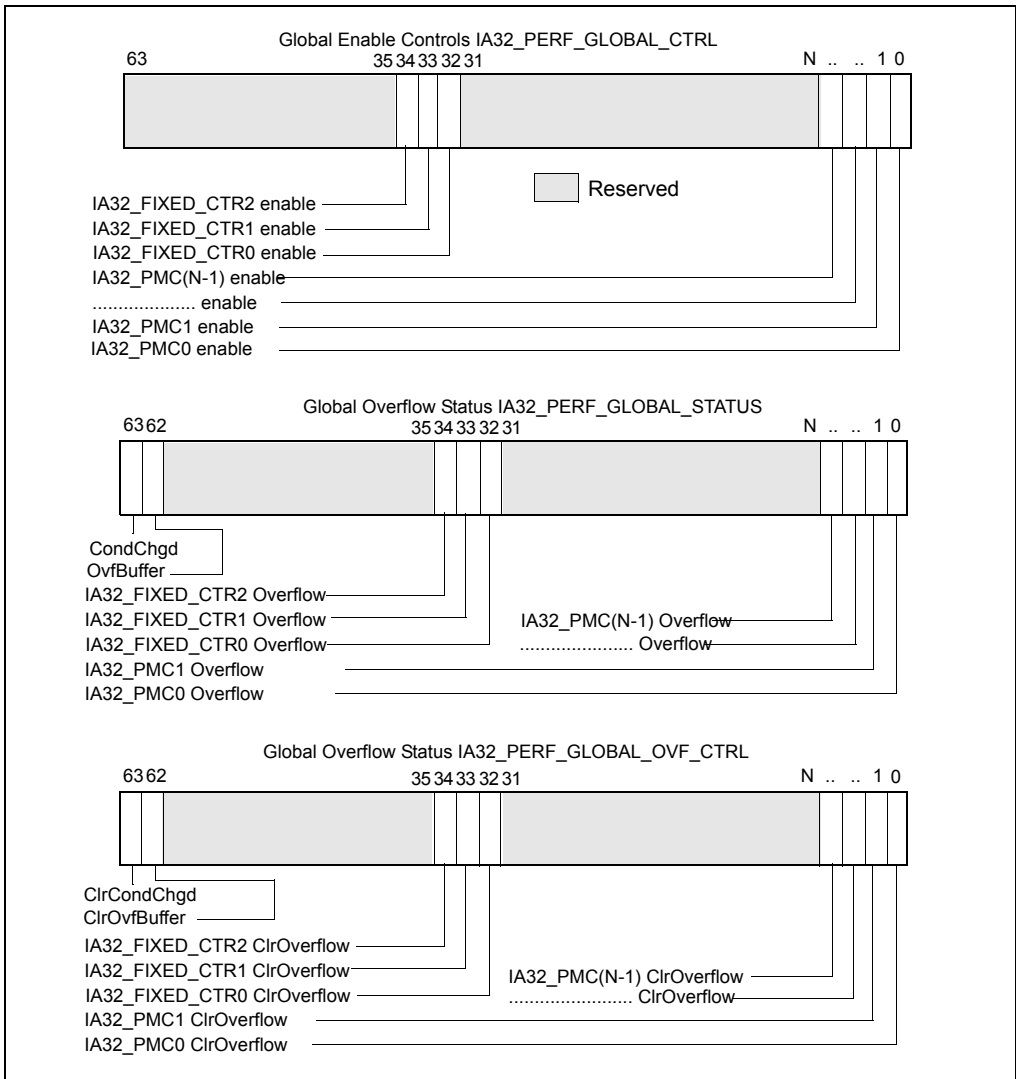 Global Enable Controls IA32_PERF_GLOBAL_CTRL
63 35 34 33 32 31 N .. .. 1 0
Reserved
IA32_FIXED_CTR2 enable
IA32_FIXED_CTR1 enable
IA32_FIXED_CTR0 enable
IA32_PMC(N-1) enable
.................... enable
IA32_PMC1 enable
IA32_PMC0 enable
Global Overflow Status IA32_PERF_GLOBAL_STATUS
63 62 35 34 33 32 31 N .. .. 1 0
CondChgd
OvfBuffer
IA32_FIXED_CTR2 Overflow
IA32_FIXED_CTR1 Overflow IA32_PMC(N-1) Overflow
IA32_FIXED_CTR0 Overflow ...................... Overflow
IA32_PMC1 Overflow
IA32_PMC0 Overflow
Global Overflow Status IA32_PERF_GLOBAL_OVF_CTRL
63 62 35 34 33 32 31 N .. .. 1 0
ClrCondChgd
ClrOvfBuffer
IA32_FIXED_CTR2 ClrOverflow
IA32_FIXED_CTR1 ClrOverflow IA32_PMC(N-1) ClrOverflow
IA32_FIXED_CTR0 ClrOverflow ........................ ClrOverflow
IA32_PMC1 ClrOverflow
IA32_PMC0 ClrOverflow